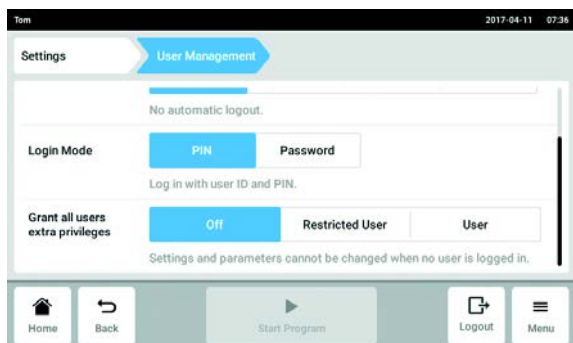 Tom 2017-04-11 07:36
Settings User Management
No automatic logout.
Login Mode PIN Password
Log in with user ID and PIN.
Grant all users
extra privileges
Off Restricted User User
Settings and parameters cannot be changed when no user is logged in.
Home Back Start Program Logout Menu